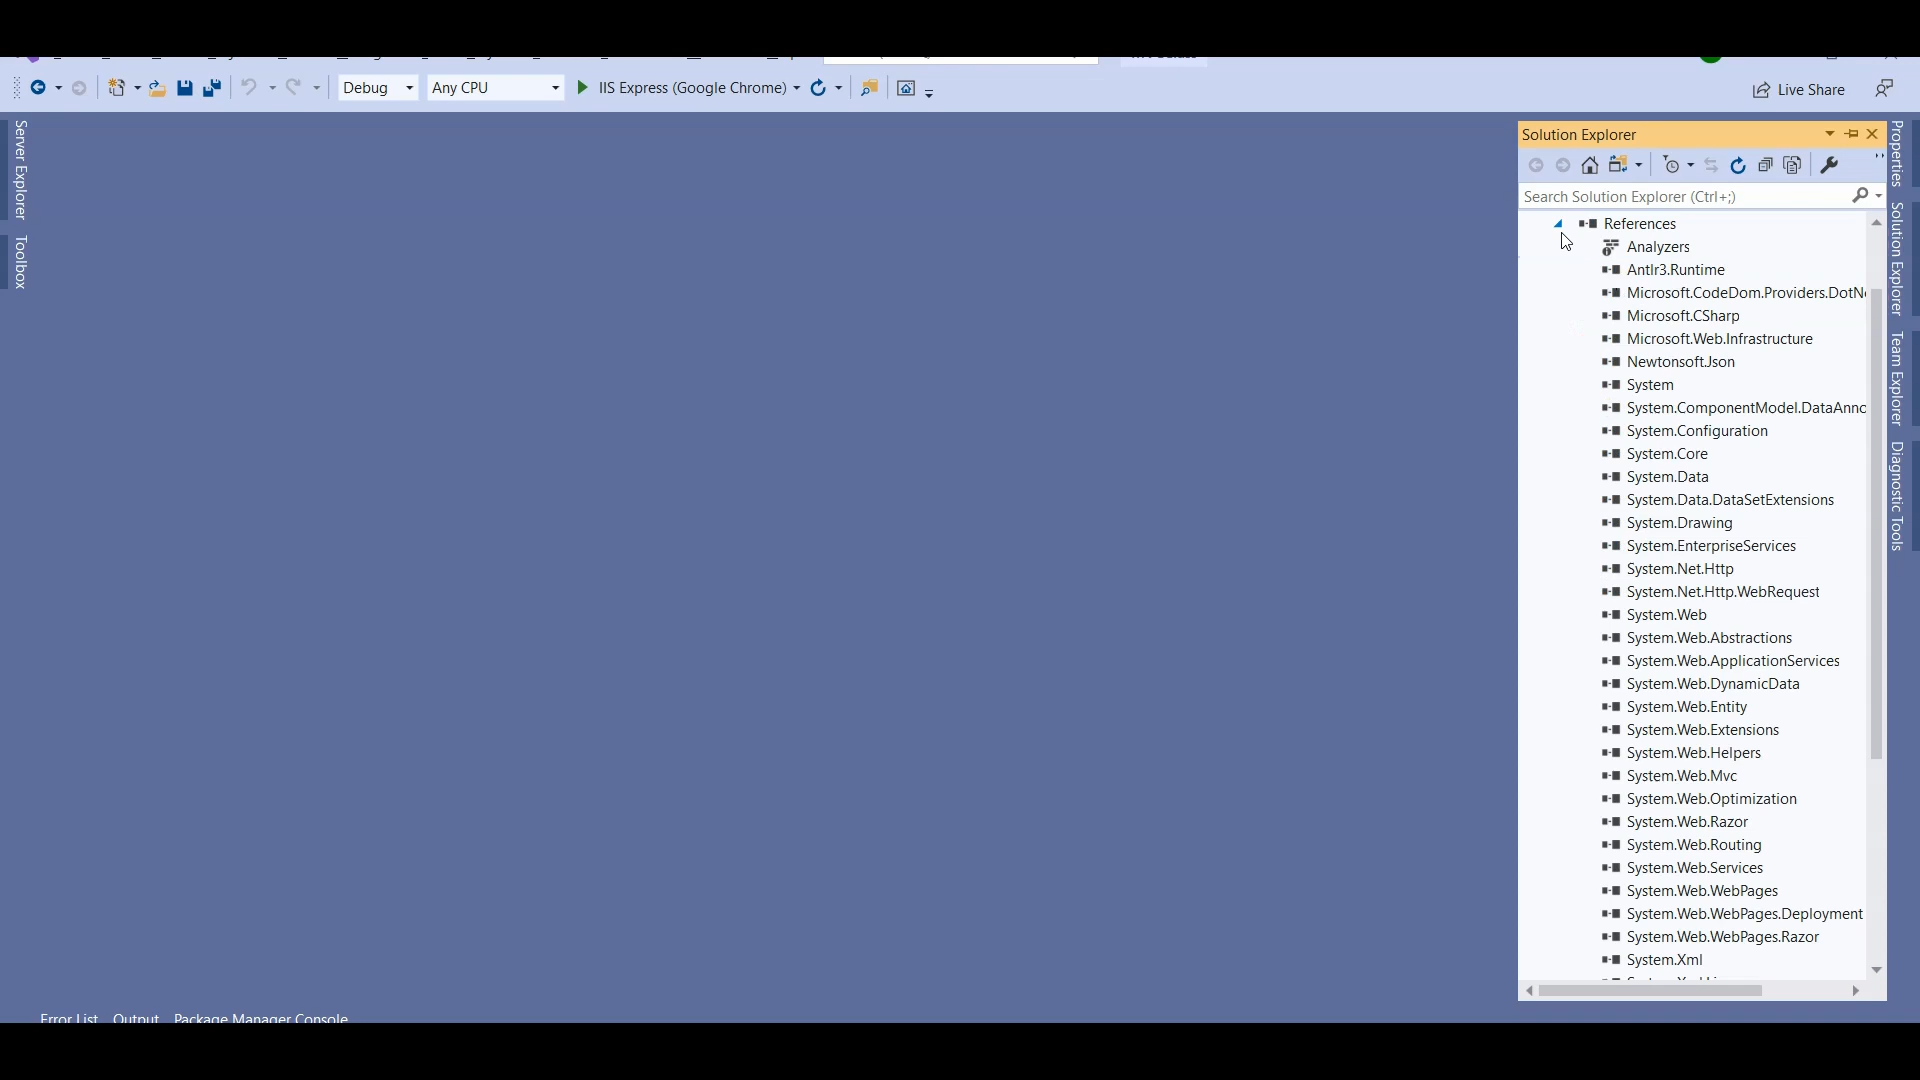 Debug
Any CPU
IIS Express (Google Chrome)
Live Share
Server Explorer
Toolbox
Solution Explorer
Search Solution Explorer (Ctrl+;)
References
Analyzers
Antlr3.Runtime
Microsoft.CodeDom.Providers.DotN
Microsoft.CSharp
Microsoft.Web.Infrastructure
Newtonsoft.Json
System
System.ComponentModel.DataAnno
System.Configuration
System.Core
System.Data
System.Data.DataSetExtensions
System.Drawing
System.EnterpriseServices
System.Net.Http
System.Net.Http.WebRequest
System.Web
System.Web.Abstractions
System.Web.ApplicationServices
System.Web.DynamicData
System.Web.Entity
System.Web.Extensions
System.Web.Helpers
System.Web.Mvc
System.Web.Optimization
System.Web.Razor
System.Web.Routing
System.Web.Services
System.Web.WebPages
System.Web.WebPages.Deployment
System.Web.WebPages.Razor
System.Xml
Properties
Solution Explorer
Team Explorer
Diagnostic Tools
Error List Output Package Manager Console